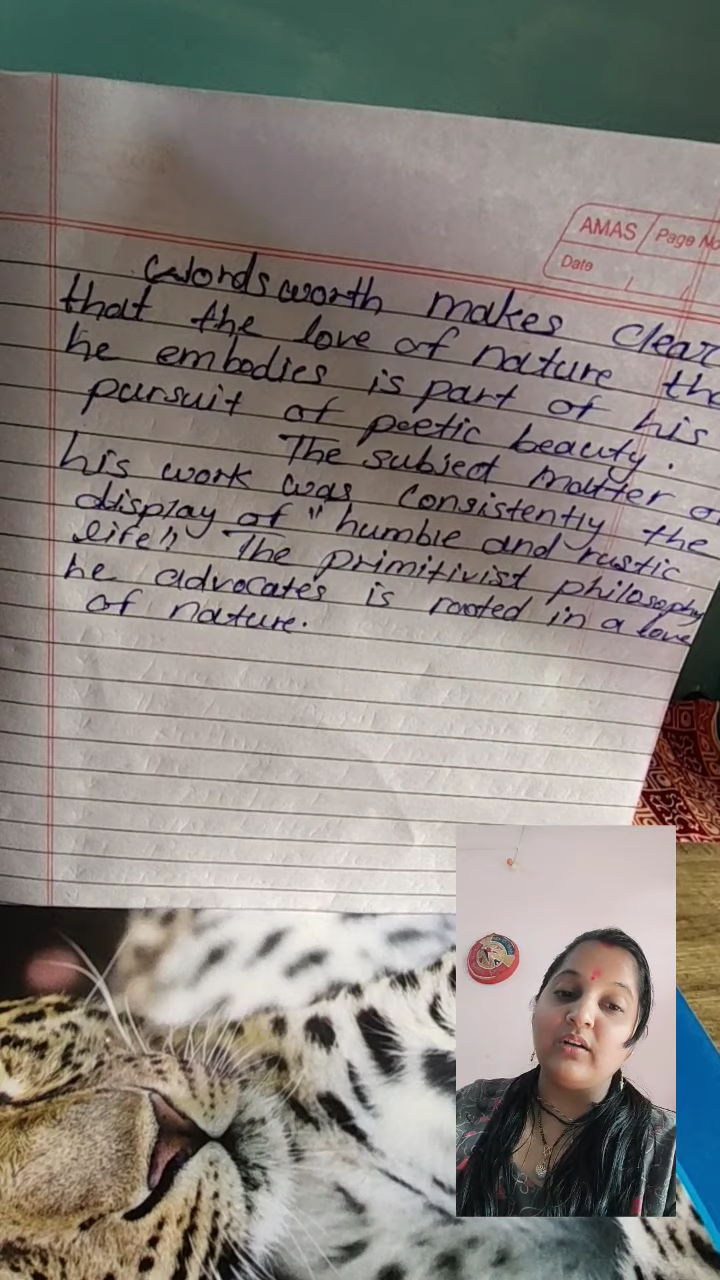 AMAS Page No
Date / /
Wordsworth makes clear
that the love of nature
he embodies is part of his
pursuit of poetic beauty.
The subject matter
his work was consistently the
display of "humble and rustic
life" The primitivist philosophy
he advocates is rooted in a love
of nature.